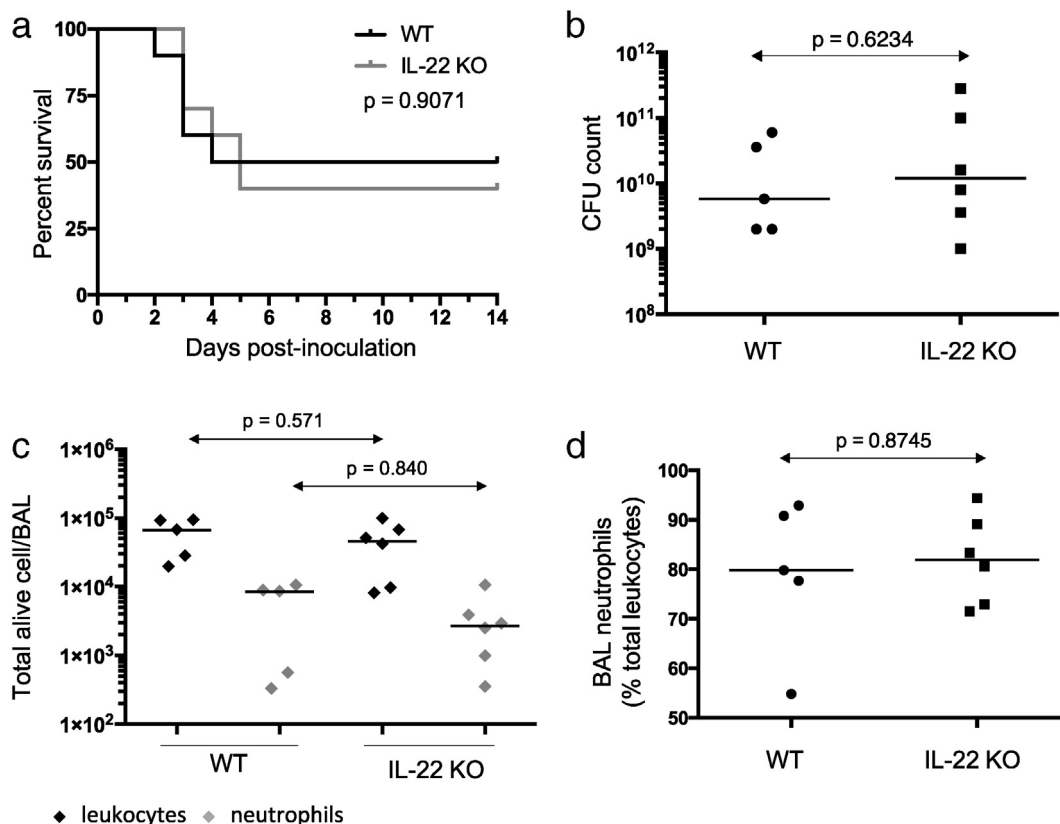 a
WT
IL-22 KO
p = 0.9071
100
75
50
25
0
Percent survival
0 2 4 6 8 10 12 14
Days post-inoculation
b
p = 0.6234
10¹²
10¹¹
10¹⁰
10⁹
10⁸
CFU count
WT IL-22 KO
c
p = 0.571
p = 0.840
1×10⁶
1×10⁵
1×10⁴
1×10³
1×10²
Total alive cell/BAL
WT IL-22 KO
leukocytes neutrophils
d
p = 0.8745
100
90
80
70
60
50
BAL neutrophils
(% total leukocytes)
WT IL-22 KO